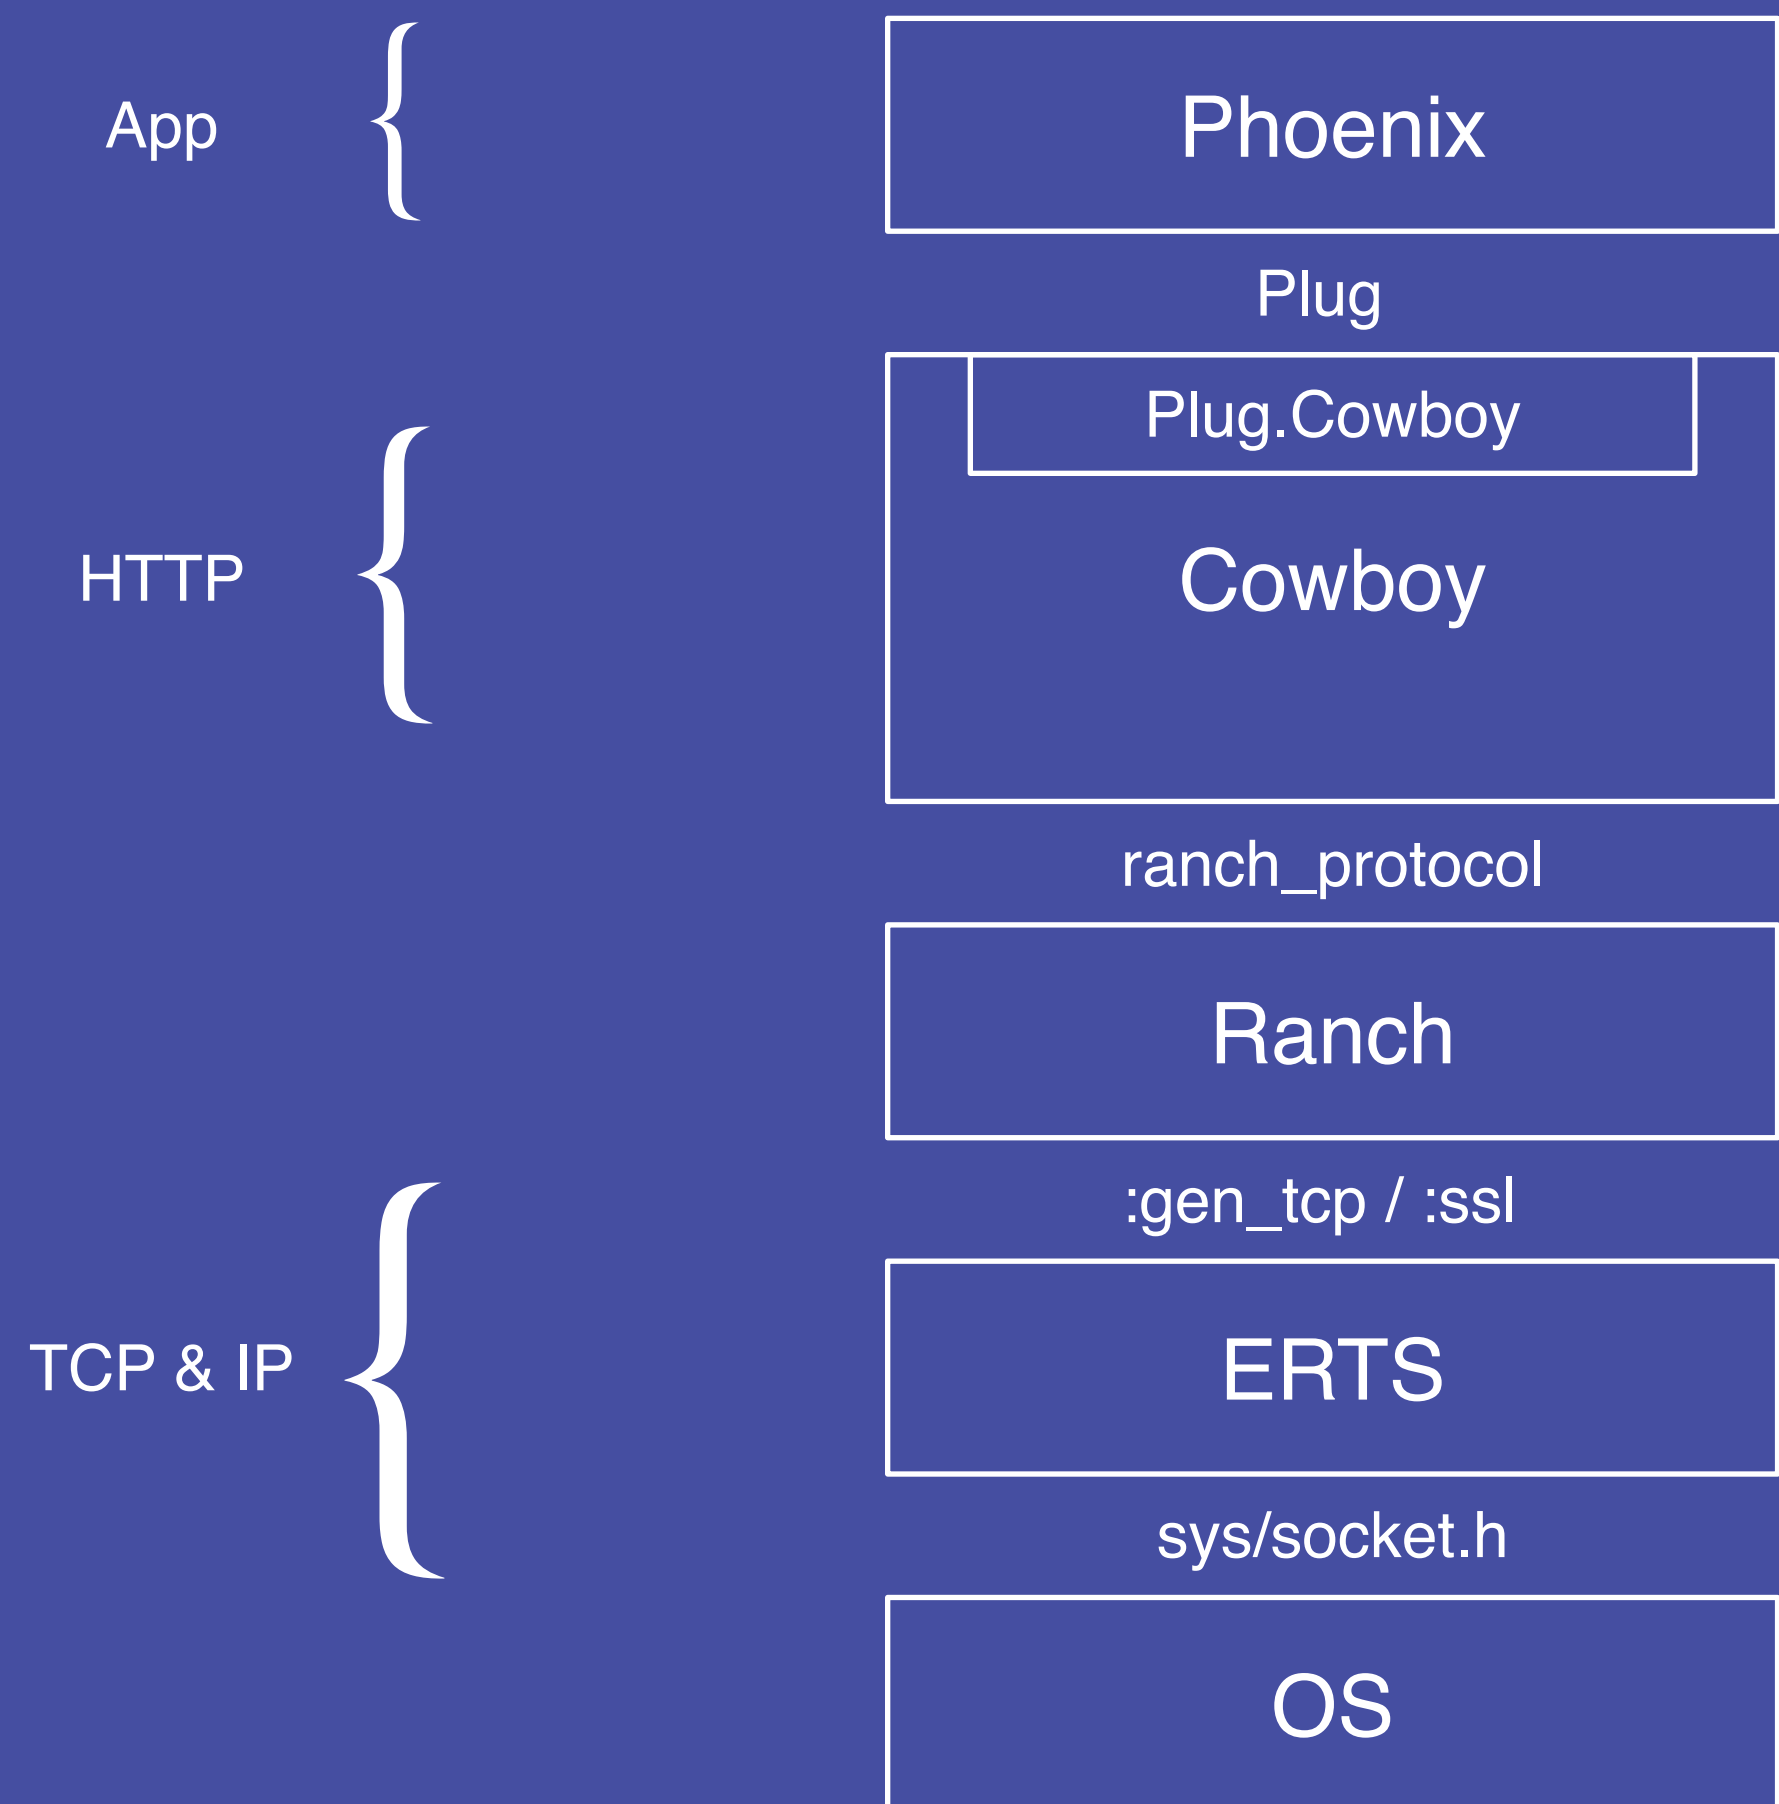 App
Phoenix
Plug
Plug.Cowboy
HTTP
Cowboy
ranch_protocol
Ranch
:gen_tcp / :ssl
TCP & IP
ERTS
sys/socket.h
OS